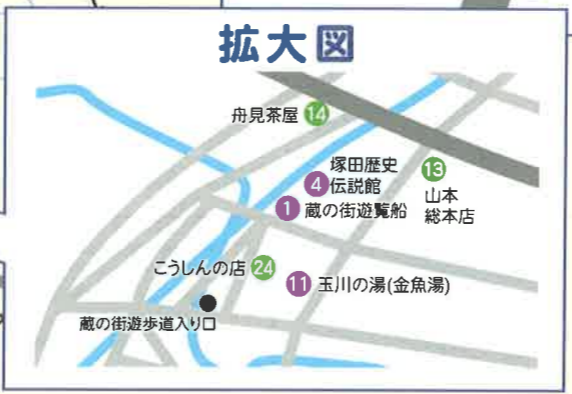 拡大図
舟見茶屋 14
塚田歴史
4 伝説館
13
山本
総本店
1 蔵の街遊覧船
こうしんの店 24
11 玉川の湯(金魚湯)
蔵の街遊歩道入り口